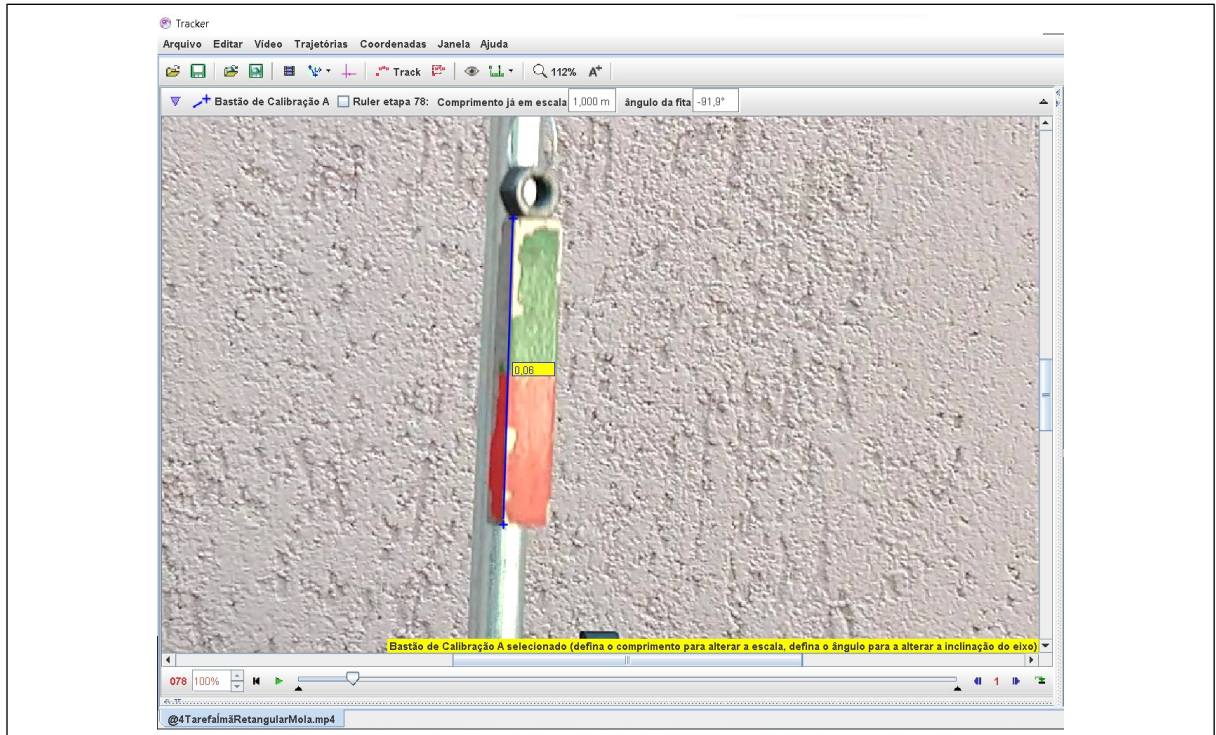 Tracker
Arquivo Editar Vídeo Trajetórias Coordenadas Janela Ajuda
Track 112% A+
Bastão de Calibração A Ruler etapa 78: Comprimento já em escala 1,000 m ângulo da fita -91,9°
0,06
Bastão de Calibração A selecionado (defina o comprimento para alterar a escala, defina o ângulo para a alterar a inclinação do eixo)
078 100% 1
@4TarefaÍmãRetangularMola.mp4